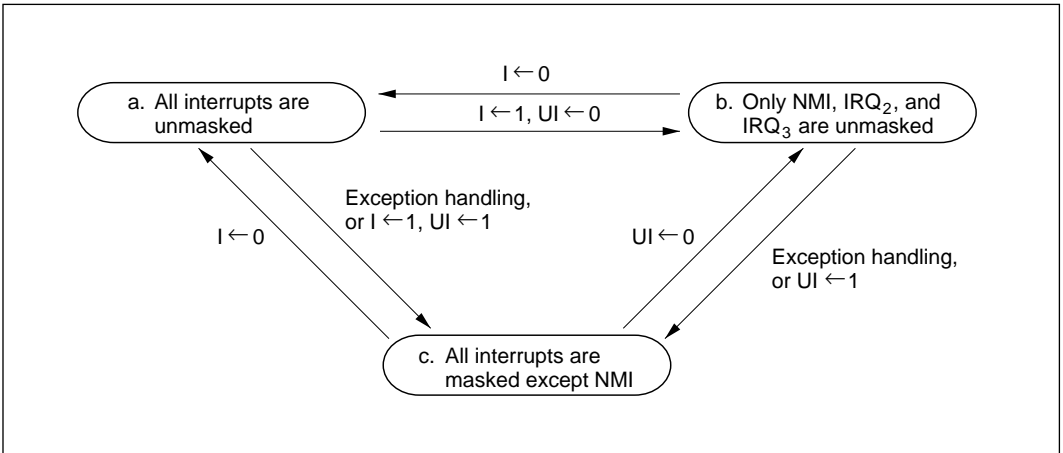 I ← 0
a. All interrupts are
unmasked
I ← 1, UI ← 0
b. Only NMI, IRQ₂, and
IRQ₃ are unmasked
Exception handling,
or I ← 1, UI ← 1
I ← 0
UI ← 0
Exception handling,
or UI ← 1
c. All interrupts are
masked except NMI